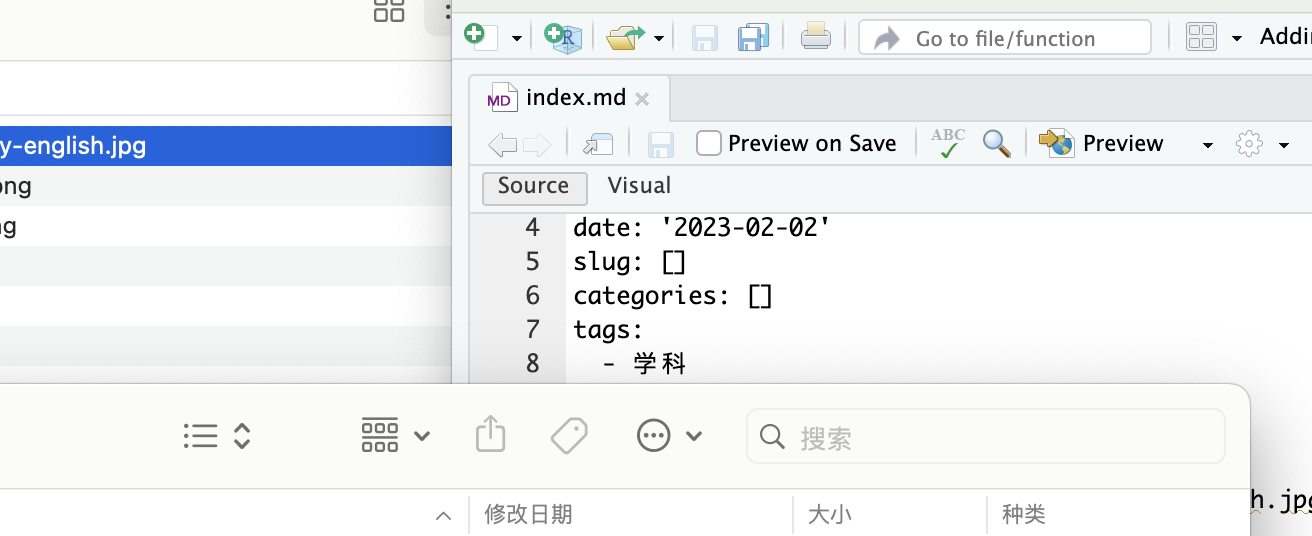 Go to file/function
Addi
MD index.md
y-english.jpg
Preview on Save
ABC
Preview
ong
g
Source Visual
4 date: '2023-02-02'
5 slug: []
6 categories: []
7 tags:
8 - 学科
搜索
h.jpg
修改日期 大小 种类